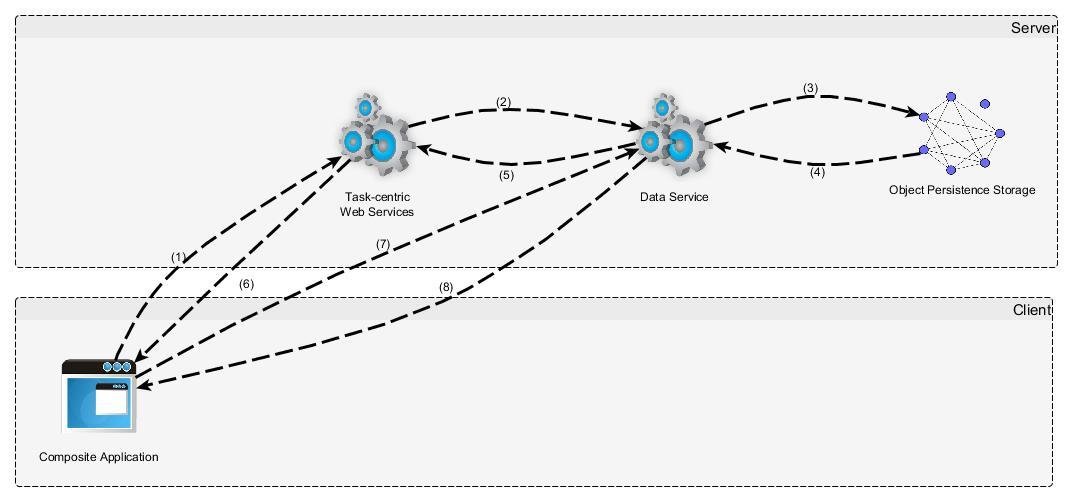 Server
(2)
(3)
(5)
(4)
Task-centric
Web Services
Data Service
Object Persistence Storage
(1)
(7)
(6)
(8)
Client
Composite Application